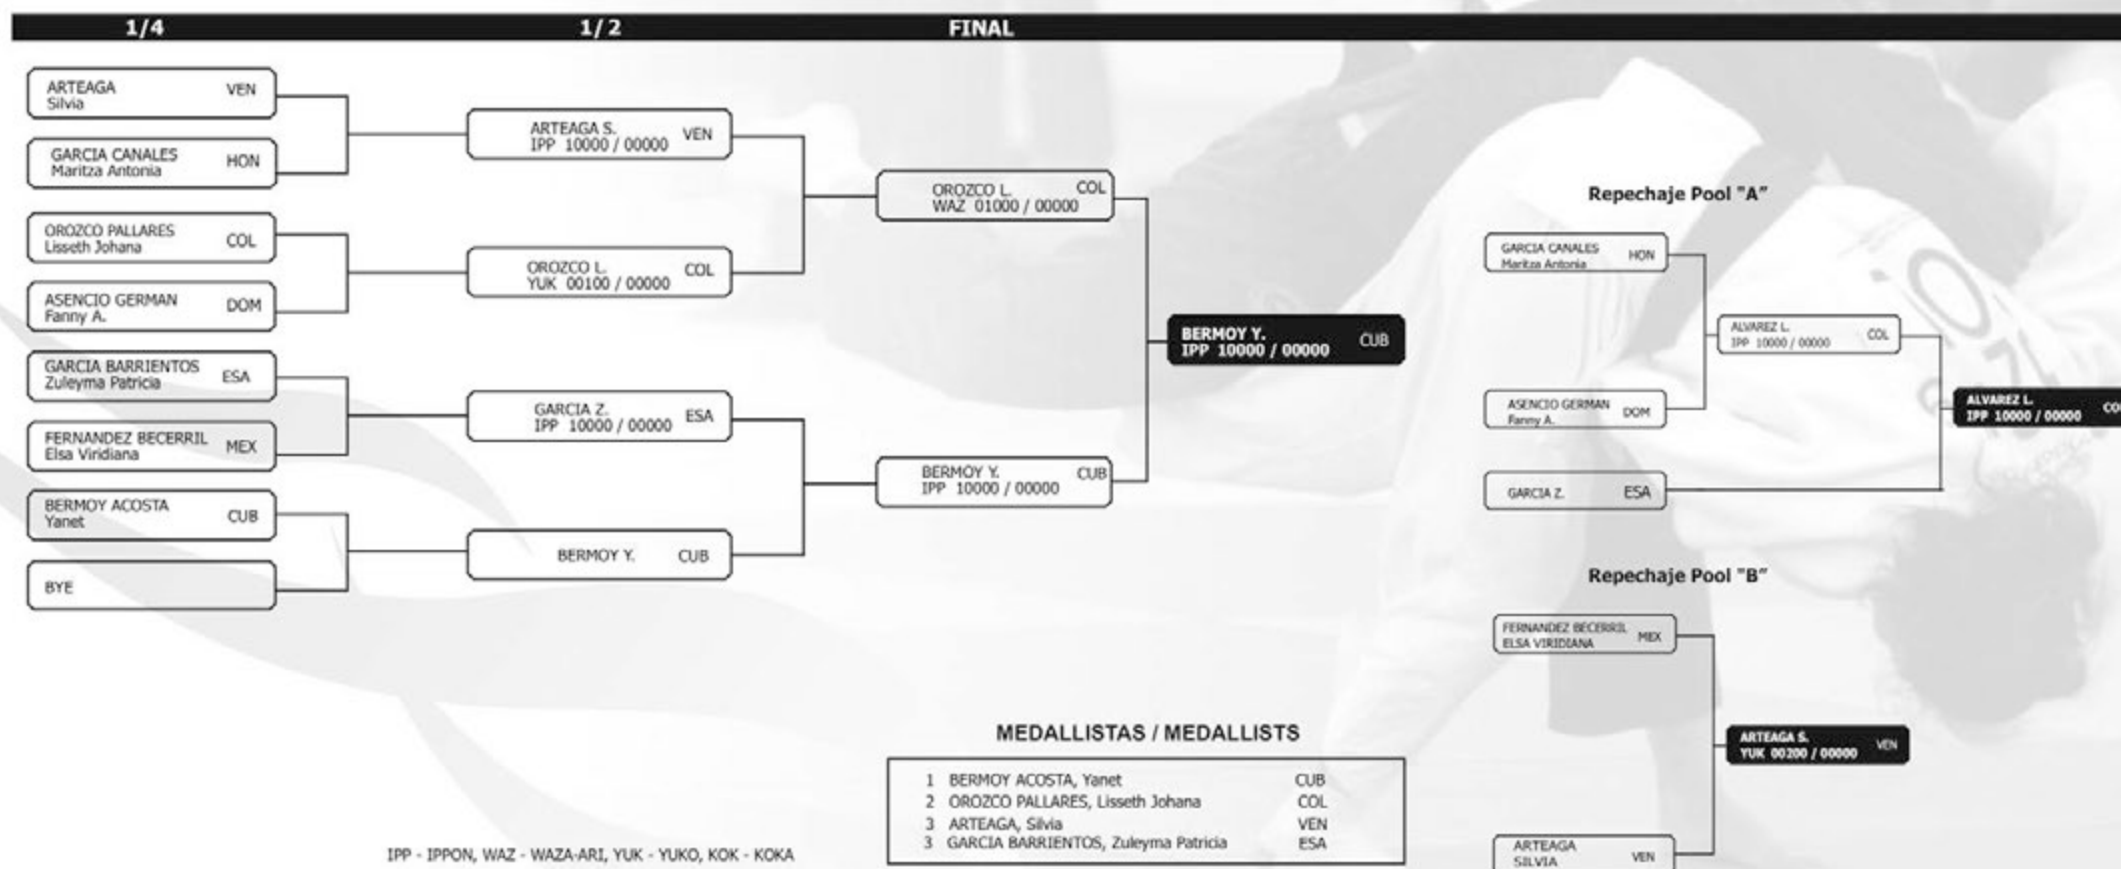 1/4
1/2
FINAL
ARTEAGA VEN
Silvia
GARCIA CANALES HON
Maritza Antonia
OROZCO PALLARES COL
Lisseth Johana
ASENCIO GERMAN DOM
Fanny A.
GARCIA BARRIENTOS ESA
Zuleyma Patricia
FERNANDEZ BECERRIL MEX
Elsa Viridiana
BERMOY ACOSTA CUB
Yanet
BYE
ARTEAGA S. VEN
IPP 10000 / 00000
OROZCO L. COL
YUK 00100 / 00000
GARCIA Z. ESA
IPP 10000 / 00000
BERMOY Y. CUB
OROZCO L. COL
WAZ 01000 / 00000
BERMOY Y. CUB
IPP 10000 / 00000
BERMOY Y. CUB
IPP 10000 / 00000
Repechaje Pool "A"
GARCIA CANALES HON
Maritza Antonia
ASENCIO GERMAN DOM
Fanny A.
GARCIA Z. ESA
ALVAREZ L. COL
IPP 10000 / 00000
ALVAREZ L. CO
IPP 10000 / 00000
Repechaje Pool "B"
FERNANDEZ BECERRIL MEX
ELSA VIRIDIANA
ARTEAGA S. VEN
YUK 00200 / 00000
ARTEAGA VEN
SILVIA
MEDALLISTAS / MEDALLISTS
1 BERMOY ACOSTA, Yanet CUB
2 OROZCO PALLARES, Lisseth Johana COL
3 ARTEAGA, Silvia VEN
3 GARCIA BARRIENTOS, Zuleyma Patricia ESA
IPP - IPPON, WAZ - WAZA-ARI, YUK - YUKO, KOK - KOKA